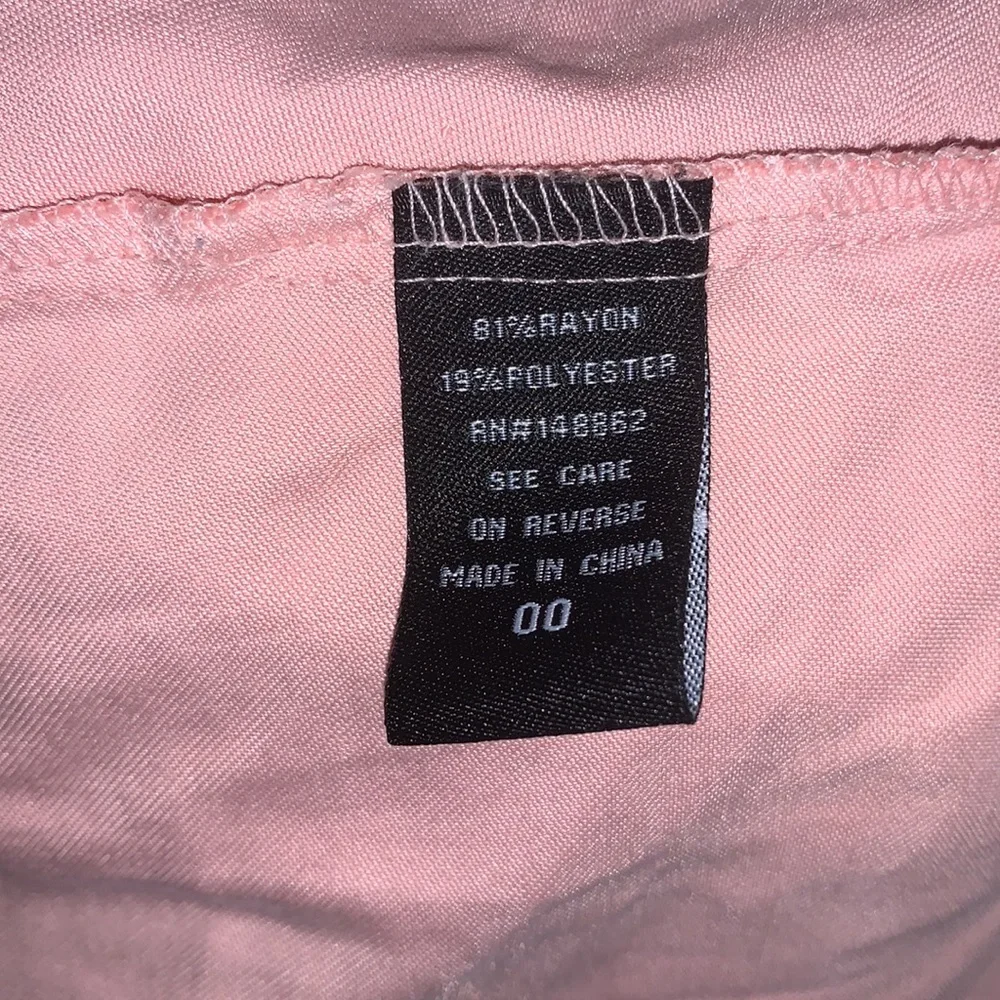 81%RAYON
19%POLYESTER
RN#148862
SEE CARE
ON REVERSE
MADE IN CHINA
00